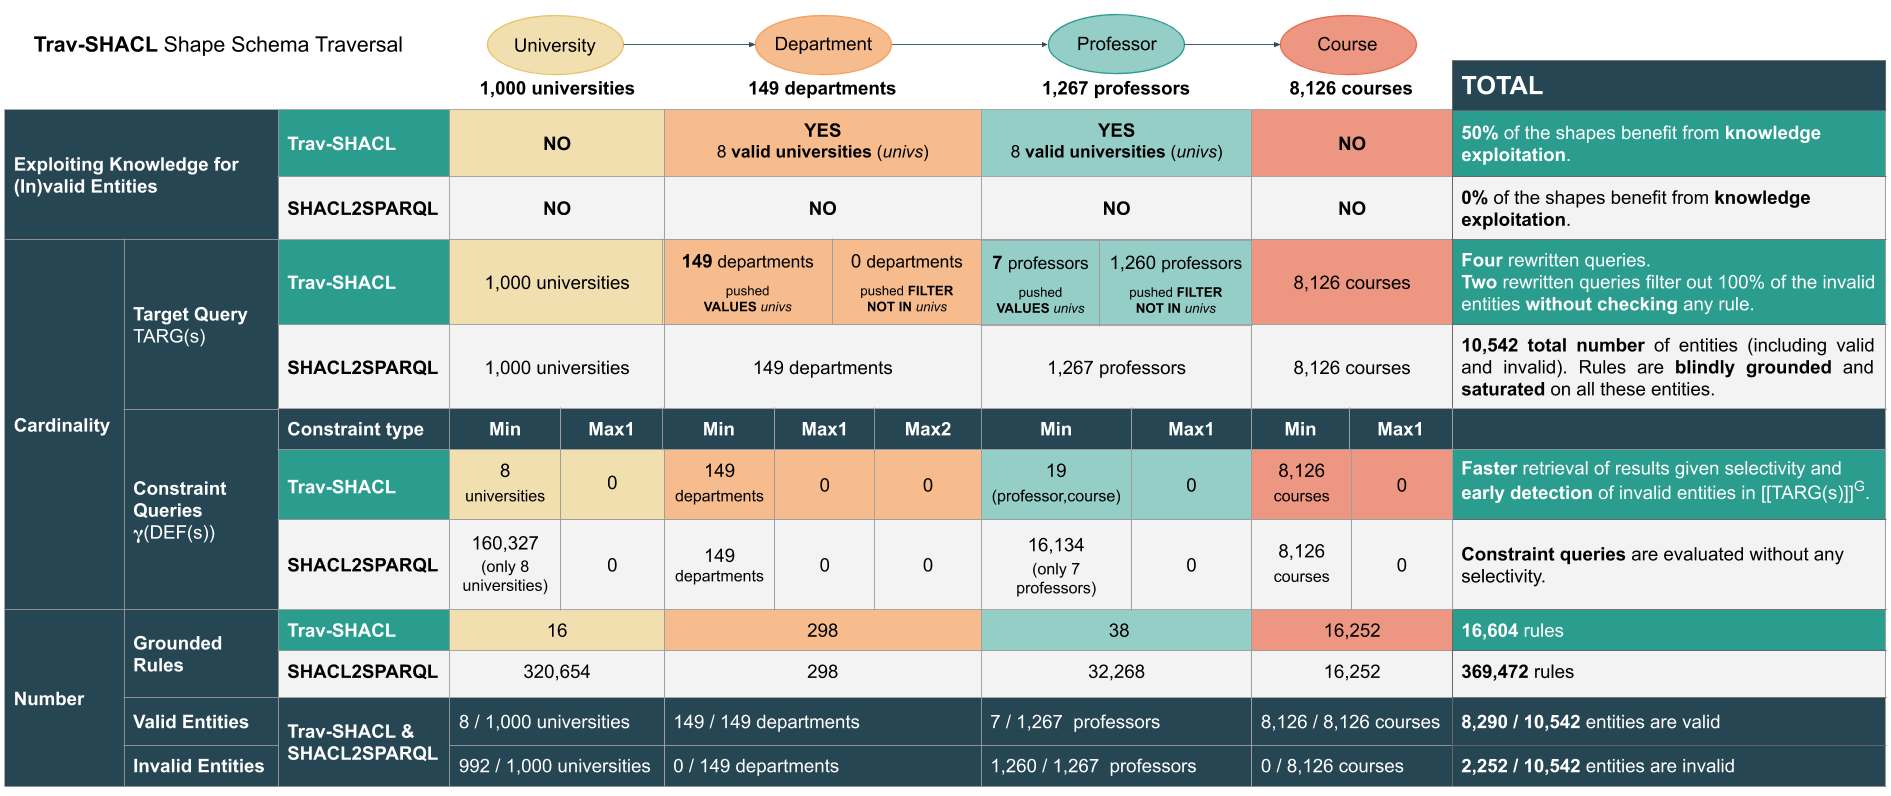 Trav-SHACL Shape Schema Traversal
University
Department
Professor
Course
1,000 universities
149 departments
1,267 professors
8,126 courses
TOTAL
Exploiting Knowledge for
(In)valid Entities
Trav-SHACL
NO
YES
8 valid universities (univs)
YES
8 valid universities (univs)
NO
50% of the shapes benefit from knowledge
exploitation.
SHACL2SPARQL
NO
NO
NO
NO
0% of the shapes benefit from knowledge
exploitation.
Cardinality
Target Query
TARG(s)
Trav-SHACL
1,000 universities
149 departments
pushed
VALUES univs
0 departments
pushed FILTER
NOT IN univs
7 professors
pushed
VALUES univs
1,260 professors
pushed FILTER
NOT IN univs
8,126 courses
Four rewritten queries.
Two rewritten queries filter out 100% of the invalid
entities without checking any rule.
SHACL2SPARQL
1,000 universities
149 departments
1,267 professors
8,126 courses
10,542 total number of entities (including valid
and invalid). Rules are blindly grounded and
saturated on all these entities.
Constraint
Queries
γ(DEF(s))
Constraint type
Min
Max1
Min
Max1
Max2
Min
Max1
Min
Max1
Trav-SHACL
8
universities
0
149
departments
0
0
19
(professor,course)
0
8,126
courses
0
Faster retrieval of results given selectivity and
early detection of invalid entities in [[TARG(s)]]G.
SHACL2SPARQL
160,327
(only 8
universities)
0
149
departments
0
0
16,134
(only 7
professors)
0
8,126
courses
0
Constraint queries are evaluated without any
selectivity.
Number
Grounded
Rules
Trav-SHACL
16
298
38
16,252
16,604 rules
SHACL2SPARQL
320,654
298
32,268
16,252
369,472 rules
Valid Entities
Trav-SHACL &
SHACL2SPARQL
8 / 1,000 universities
149 / 149 departments
7 / 1,267 professors
8,126 / 8,126 courses
8,290 / 10,542 entities are valid
Invalid Entities
992 / 1,000 universities
0 / 149 departments
1,260 / 1,267 professors
0 / 8,126 courses
2,252 / 10,542 entities are invalid